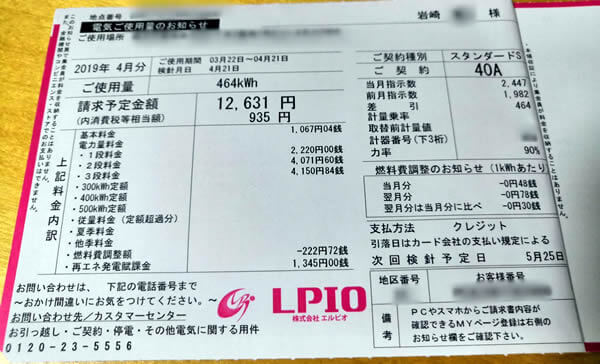 地点番号
岩崎 様
電気ご使用量のお知らせ
ご使用場所
2019年 4月分
ご使用期間 03月22日〜04月21日
検針月日 4月21日
ご使用量 464kWh
請求予定金額 12,631 円
(内消費税等相当額) 935 円
上記料金内訳
基本料金 1,067円04銭
電力量料金
・1段料金 2,220円00銭
・2段料金 4,071円60銭
・3段料金 4,150円84銭
・300kWh定額
・400kWh定額
・500kWh定額
・従量料金(定額超過分)
・夏季料金
・他季料金
・燃料費調整額 -222円72銭
・再エネ発電賦課金 1,345円00銭
ご契約種別 スタンダードS
ご契約 40A
当月指示数 2,447
前月指示数 1,982
差引 464
計量乗率
取替前計量値
計器番号(下3桁)
力率 90%
燃料費調整のお知らせ (1kWhあたり)
当月分 -0円48銭
翌月分 -0円78銭
翌月分は当月分に比べ -0円30銭
支払方法 クレジット
引落日はカード会社の支払い規定による
次回検針予定日 5月25日
地区番号 お客様番号
備考
PCやスマホからご請求書内容が
確認できるMYページ登録は右側の
お知らせ欄をご確認下さい。
お問い合わせは、下記の電話番号まで
〜おかけ間違いにお気をつけてください。〜
お問い合わせ先/カスタマーセンター
お引っ越し・ご契約・停電・その他電気に関する用件
0120-23-5556
LPIO
株式会社 エルピオ